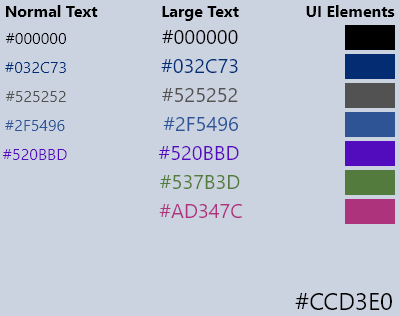 Normal Text Large Text UI Elements
#000000 #000000
#032C73 #032C73
#525252 #525252
#2F5496 #2F5496
#520BBD #520BBD
#537B3D
#AD347C
#CCD3E0